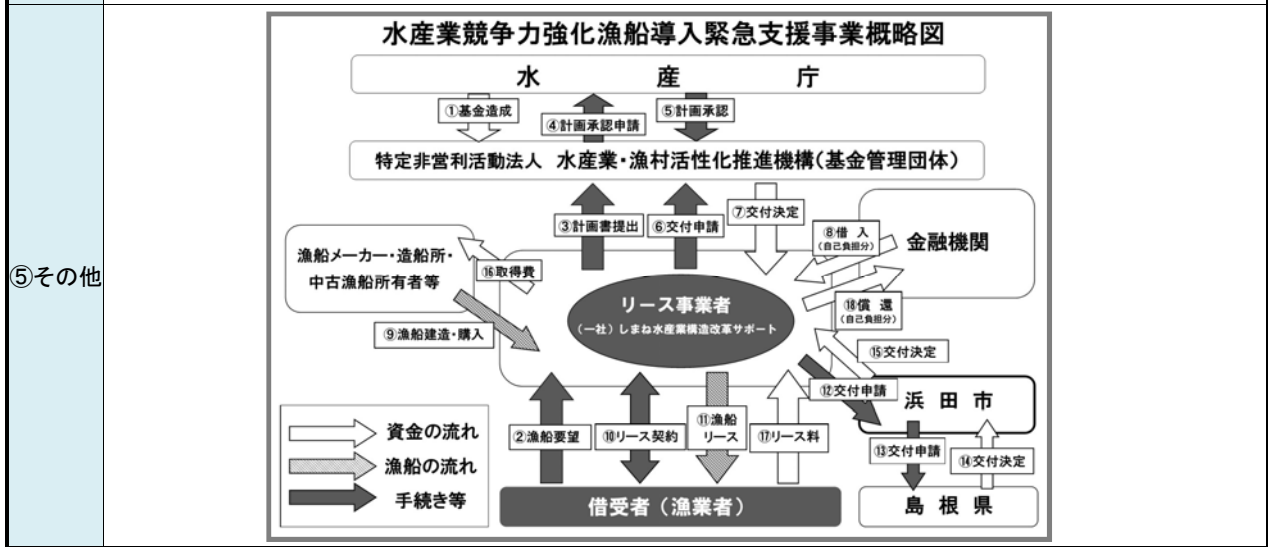 ⑤その他
水産業競争力強化漁船導入緊急支援事業概略図
水産庁
①基金造成
④計画承認申請
⑤計画承認
特定非営利活動法人 水産業・漁村活性化推進機構(基金管理団体)
③計画書提出
⑥交付申請
⑦交付決定
⑧借入
(自己負担分)
金融機関
漁船メーカー・造船所・
中古漁船所有者等
⑯取得費
⑨漁船建造・購入
リース事業者
(一社)しまね水産業構造改革サポート
⑱償還
(自己負担分)
⑮交付決定
⑫交付申請
浜田市
②漁船要望
⑩リース契約
⑪漁船
リース
⑰リース料
⑬交付申請
⑭交付決定
資金の流れ
漁船の流れ
手続き等
借受者(漁業者)
島根県